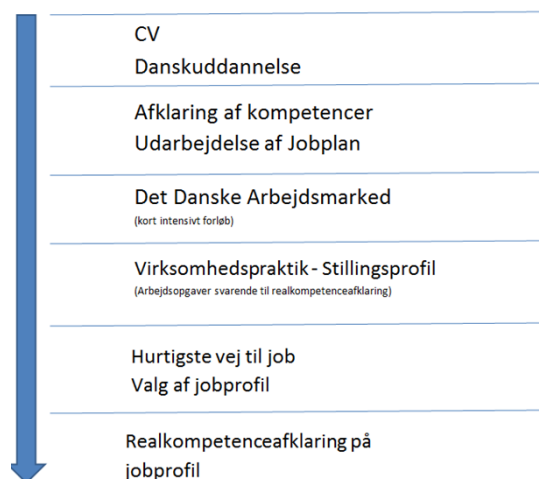 CV
Danskuddannelse
Afklaring af kompetencer
Udarbejdelse af Jobplan
Det Danske Arbejdsmarked
(kort intensivt forløb)
Virksomhedspraktik - Stillingsprofil
(Arbejdsopgaver svarende til realkompetenceafklaring)
Hurtigste vej til job
Valg af jobprofil
Realkompetenceafklaring på
jobprofil